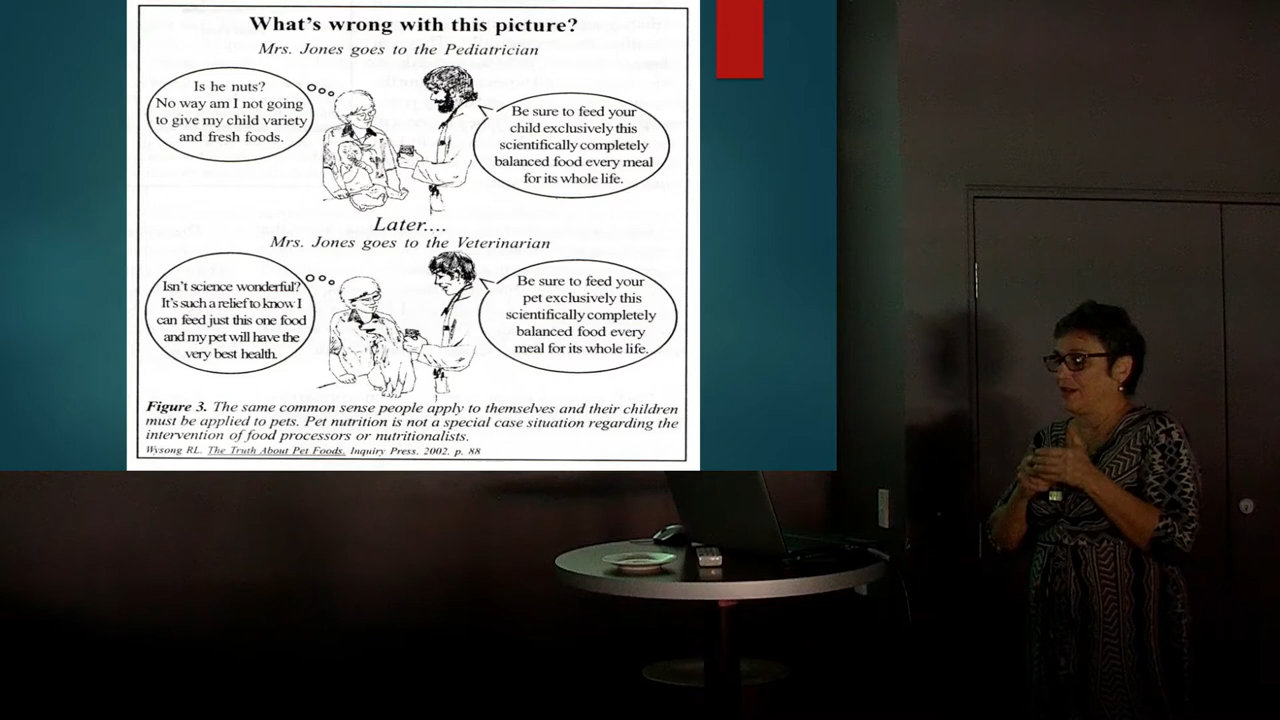 What's wrong with this picture?
Mrs. Jones goes to the Pediatrician
Is he nuts?
No way am I not going
to give my child variety
and fresh foods.
Be sure to feed your
child exclusively this
scientifically completely
balanced food every meal
for its whole life.
Later....
Mrs. Jones goes to the Veterinarian
Isn't science wonderful?
It's such a relief to know I
can feed just this one food
and my pet will have the
very best health.
Be sure to feed your
pet exclusively this
scientifically completely
balanced food every
meal for its whole life.
Figure 3. The same common sense people apply to themselves and their children
must be applied to pets. Pet nutrition is not a special case situation regarding the
intervention of food processors or nutritionalists.
Wysong RL. The Truth About Pet Foods. Inquiry Press. 2002. p. 88